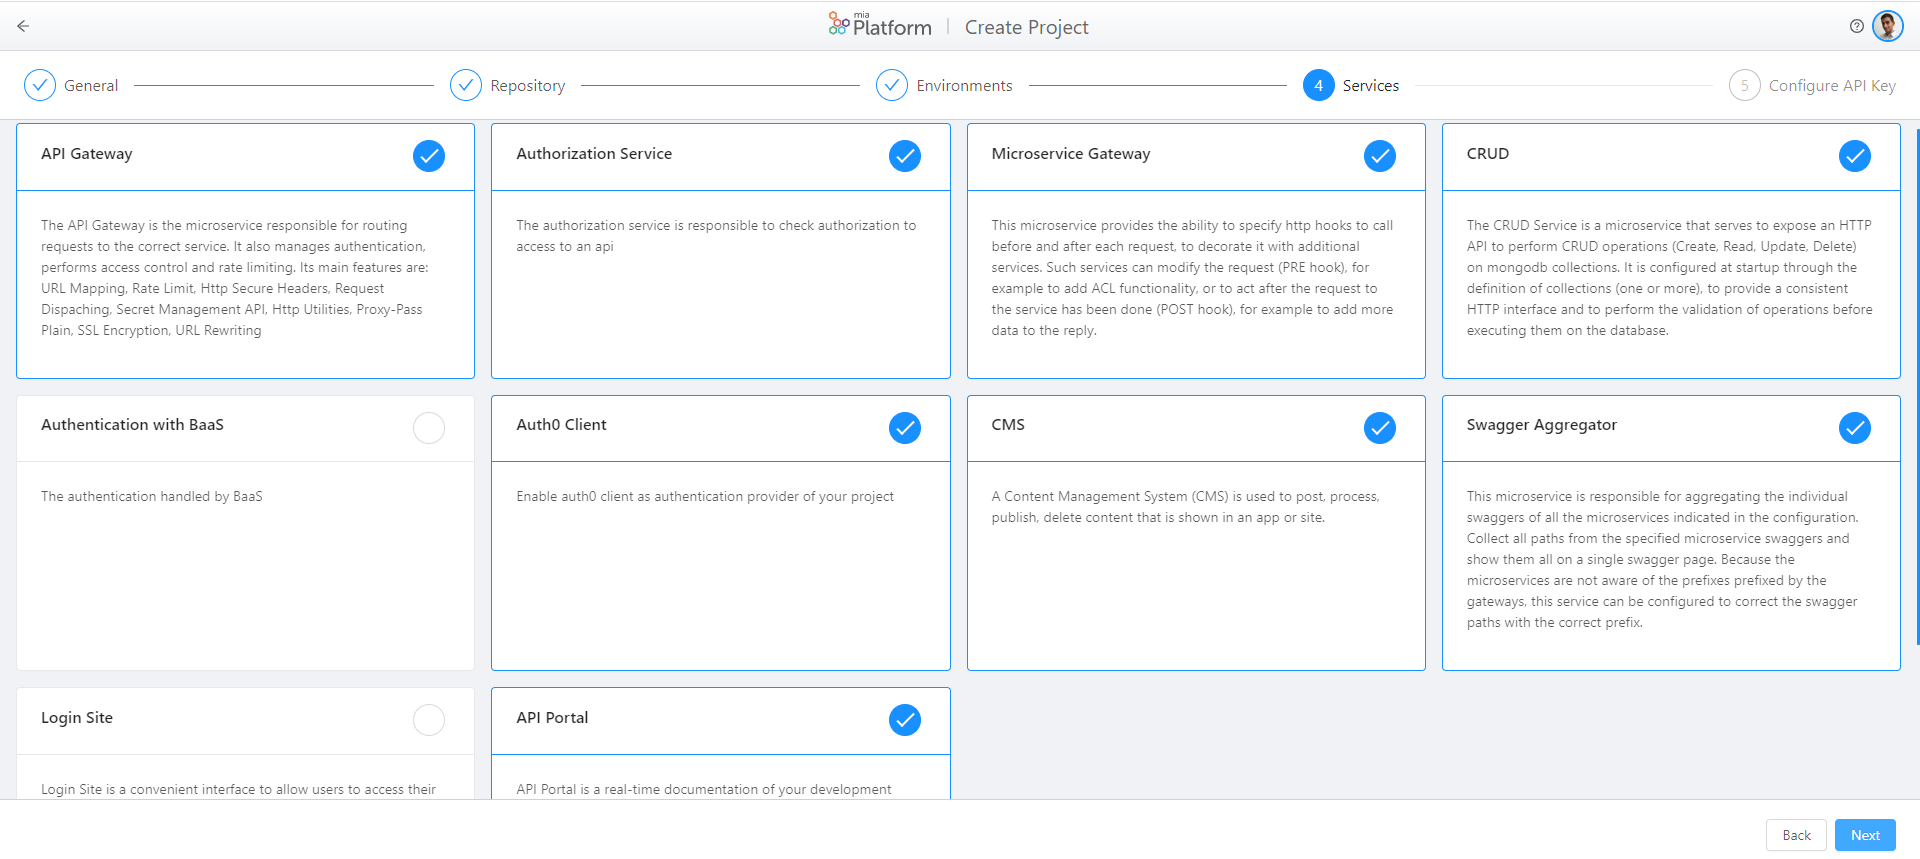 mia
Platform
Create Project
General
Repository
Environments
4
Services
5
Configure API Key
API Gateway
The API Gateway is the microservice responsible for routing
requests to the correct service. It also manages authentication,
performs access control and rate limiting. Its main features are:
URL Mapping, Rate Limit, Http Secure Headers, Request
Dispaching, Secret Management API, Http Utilities, Proxy-Pass
Plain, SSL Encryption, URL Rewriting
Authorization Service
The authorization service is responsible to check authorization to
access to an api
Microservice Gateway
This microservice provides the ability to specify http hooks to call
before and after each request, to decorate it with additional
services. Such services can modify the request (PRE hook), for
example to add ACL functionality, or to act after the request to
the service has been done (POST hook), for example to add more
data to the reply.
CRUD
The CRUD Service is a microservice that serves to expose an HTTP
API to perform CRUD operations (Create, Read, Update, Delete)
on mongodb collections. It is configured at startup through the
definition of collections (one or more), to provide a consistent
HTTP interface and to perform the validation of operations before
executing them on the database.
Authentication with BaaS
The authentication handled by BaaS
Auth0 Client
Enable auth0 client as authentication provider of your project
CMS
A Content Management System (CMS) is used to post, process,
publish, delete content that is shown in an app or site.
Swagger Aggregator
This microservice is responsible for aggregating the individual
swaggers of all the microservices indicated in the configuration.
Collect all paths from the specified microservice swaggers and
show them all on a single swagger page. Because the
microservices are not aware of the prefixes prefixed by the
gateways, this service can be configured to correct the swagger
paths with the correct prefix.
Login Site
Login Site is a convenient interface to allow users to access their
API Portal
API Portal is a real-time documentation of your development
Back
Next